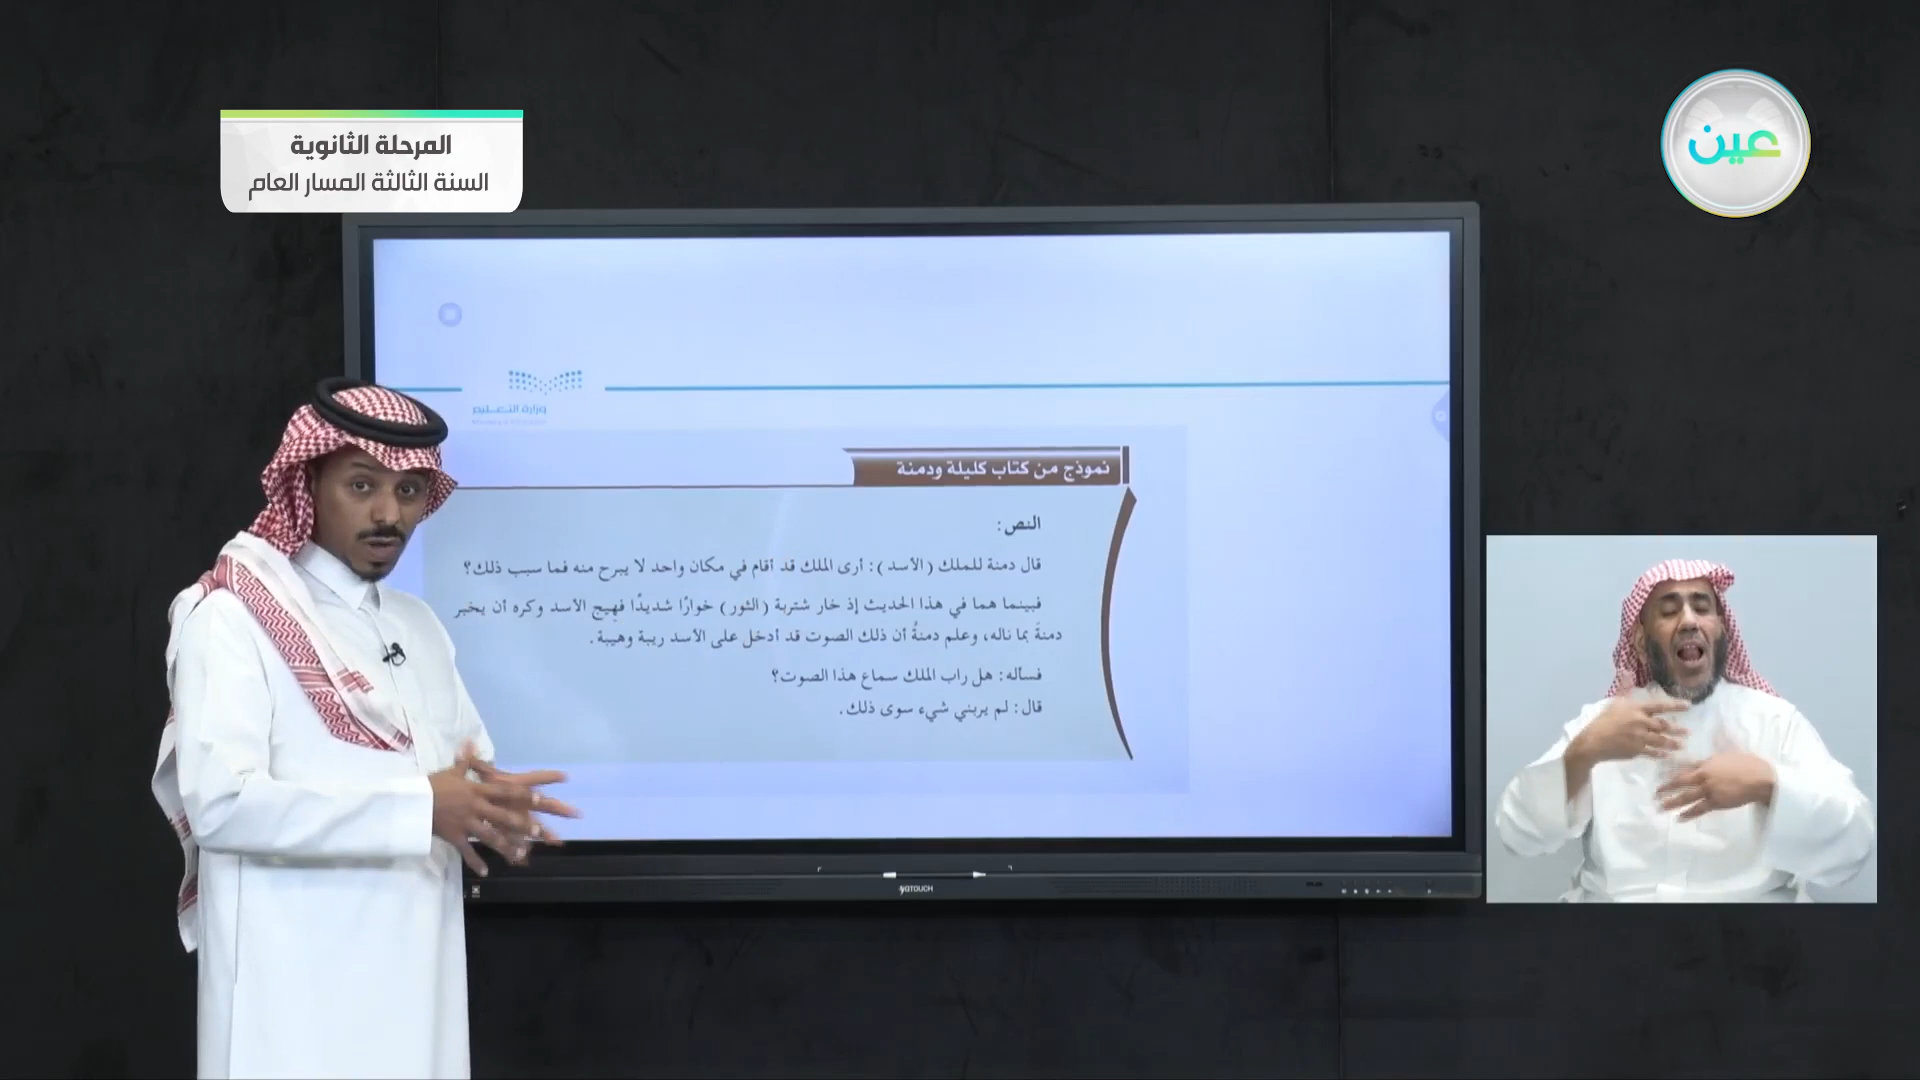 المرحلة الثانوية
السنة الثالثة المسار العام
عين
وزارة التعليم
نموذج من كتاب كليلة ودمنة
النص:
قال دمنة للملك (الأسد): أرى الملك قد أقام في مكان واحد لا يبرح منه فما سبب ذلك؟
فبينما هما في هذا الحديث إذ خار شتربة (الثور) خوارًا شديدًا فهيج الأسد وكره أن يخبر
دمنةَ بما ناله، وعلم دمنةُ أن ذلك الصوت قد أدخل على الأسد ريبة وهيبة.
فسأله: هل راب الملك سماع هذا الصوت؟
قال: لم يربني شيء سوى ذلك.